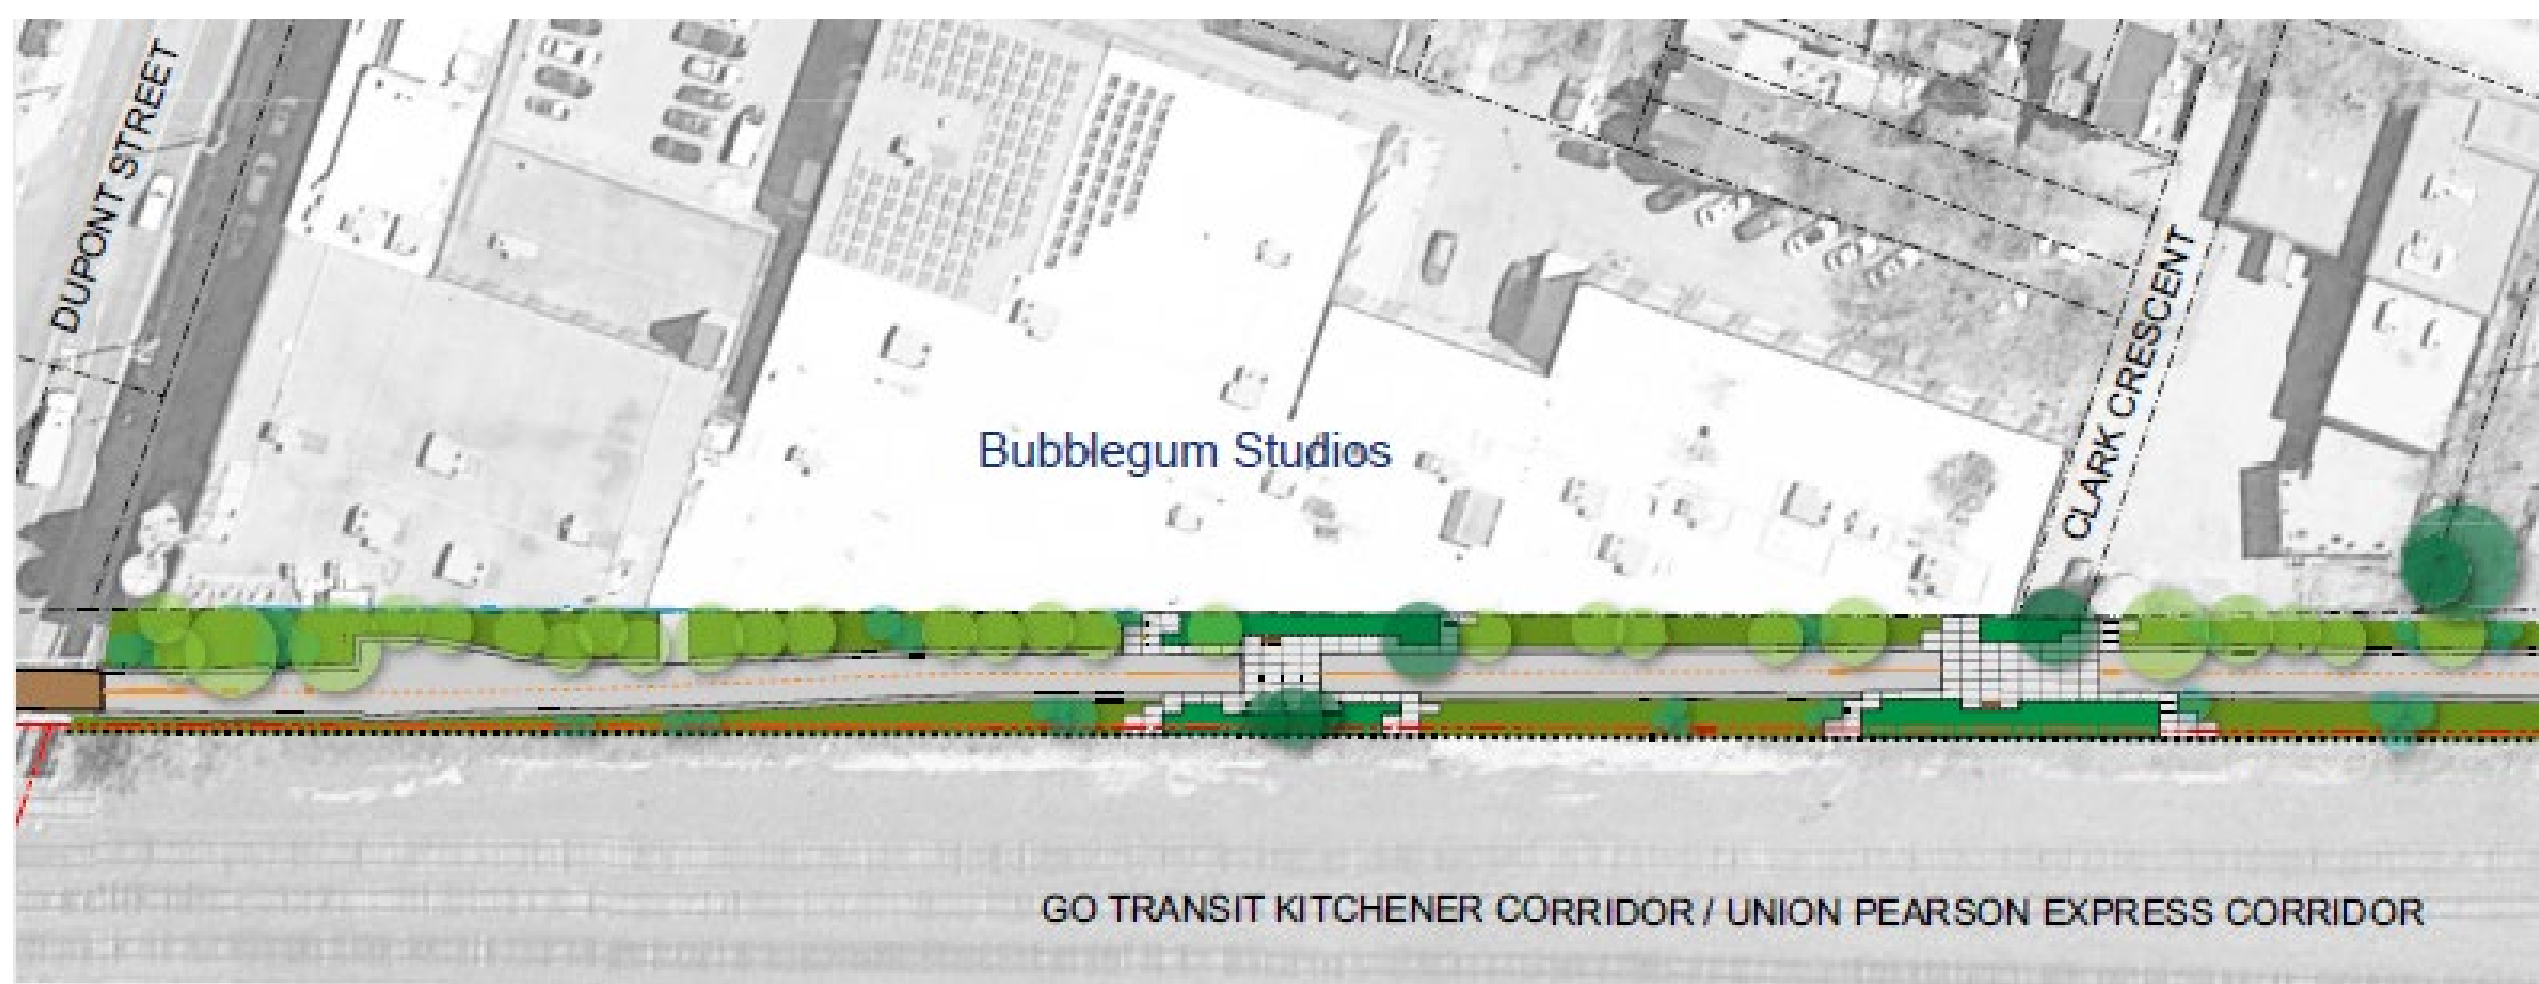 DUPONT STREET
Bubblegum Studios
CLARK CRESCENT
GO TRANSIT KITCHENER CORRIDOR / UNION PEARSON EXPRESS CORRIDOR